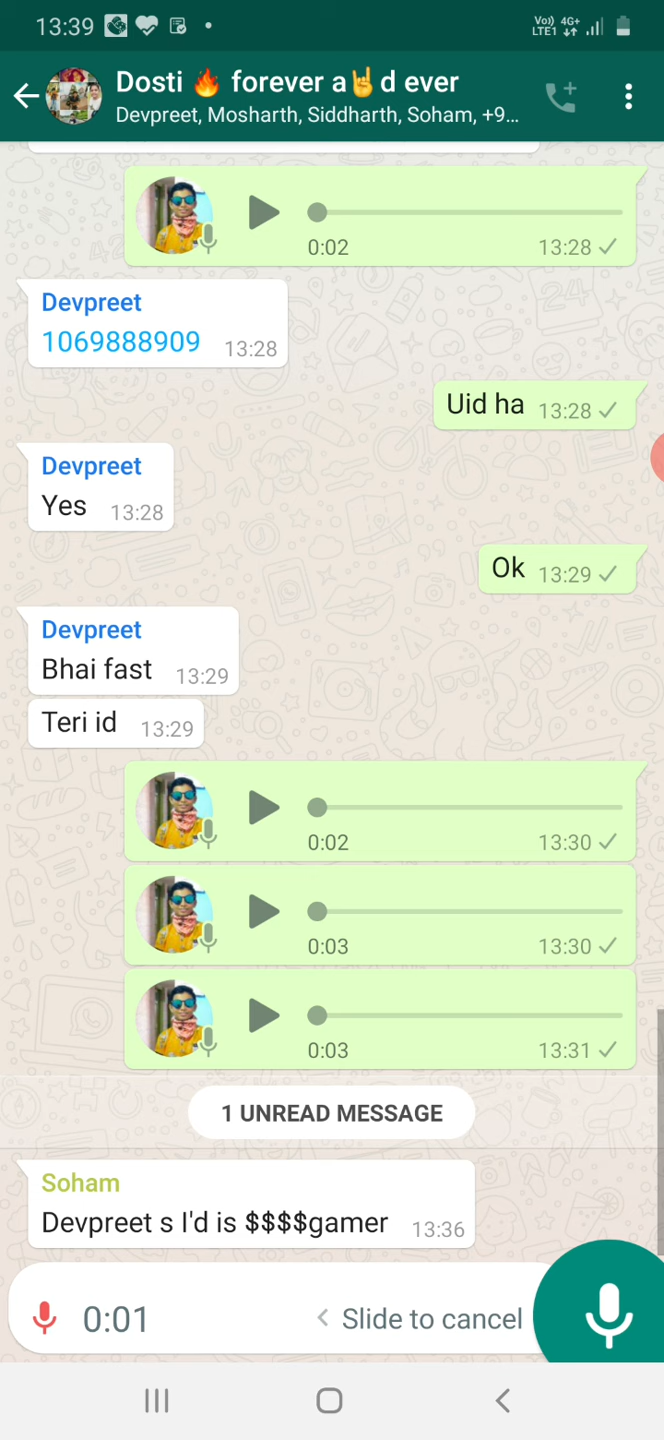 13:39 Vo)) LTE1 4G+
Dosti 🔥 forever a🤘d ever
Devpreet, Mosharth, Siddharth, Soham, +9...
0:02 13:28
Devpreet
1069888909 13:28
Uid ha 13:28
Devpreet
Yes 13:28
Ok 13:29
Devpreet
Bhai fast 13:29
Teri id 13:29
0:02 13:30
0:03 13:30
0:03 13:31
1 UNREAD MESSAGE
Soham
Devpreet s I'd is $$$$gamer 13:36
0:01 < Slide to cancel